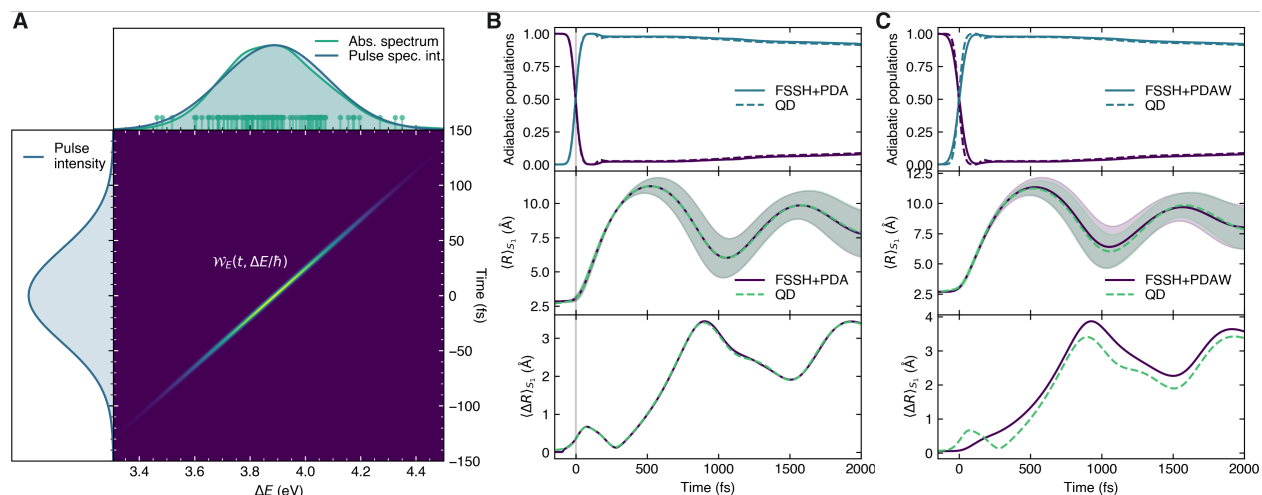 A
Abs. spectrum
Pulse spec. int.
Pulse
intensity
𝒲E(t, ΔE/ħ)
150
100
50
0
−50
−100
−150
Time (fs)
3.4
3.6
3.8
4.0
4.2
4.4
ΔE (eV)
B
Adiabatic populations
1.00
0.75
0.50
0.25
0.00
FSSH+PDA
QD
⟨R⟩S1 (Å)
10.0
7.5
5.0
2.5
FSSH+PDA
QD
⟨ΔR⟩S1 (Å)
3
2
1
0
0
500
1000
1500
2000
Time (fs)
C
Adiabatic populations
1.00
0.75
0.50
0.25
0.00
FSSH+PDAW
QD
⟨R⟩S1 (Å)
12.5
10.0
7.5
5.0
2.5
FSSH+PDAW
QD
⟨ΔR⟩S1 (Å)
4
3
2
1
0
0
500
1000
1500
2000
Time (fs)